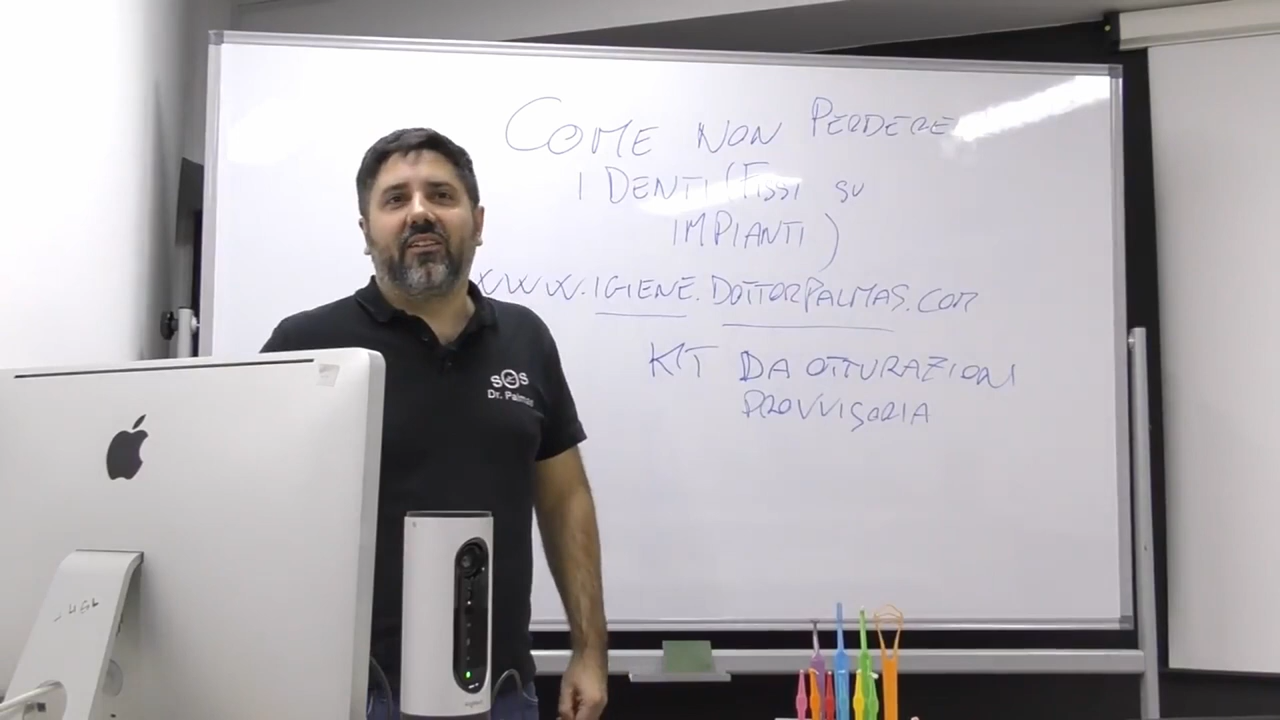 COME NON PERDERE
I DENTI (FISSI SU
IMPIANTI)
WWW.IGIENE.DOTTORPALMAS.COM
KIT DA OTTURAZIONI
PROVVISORIA
SOS
Dr. Palmas